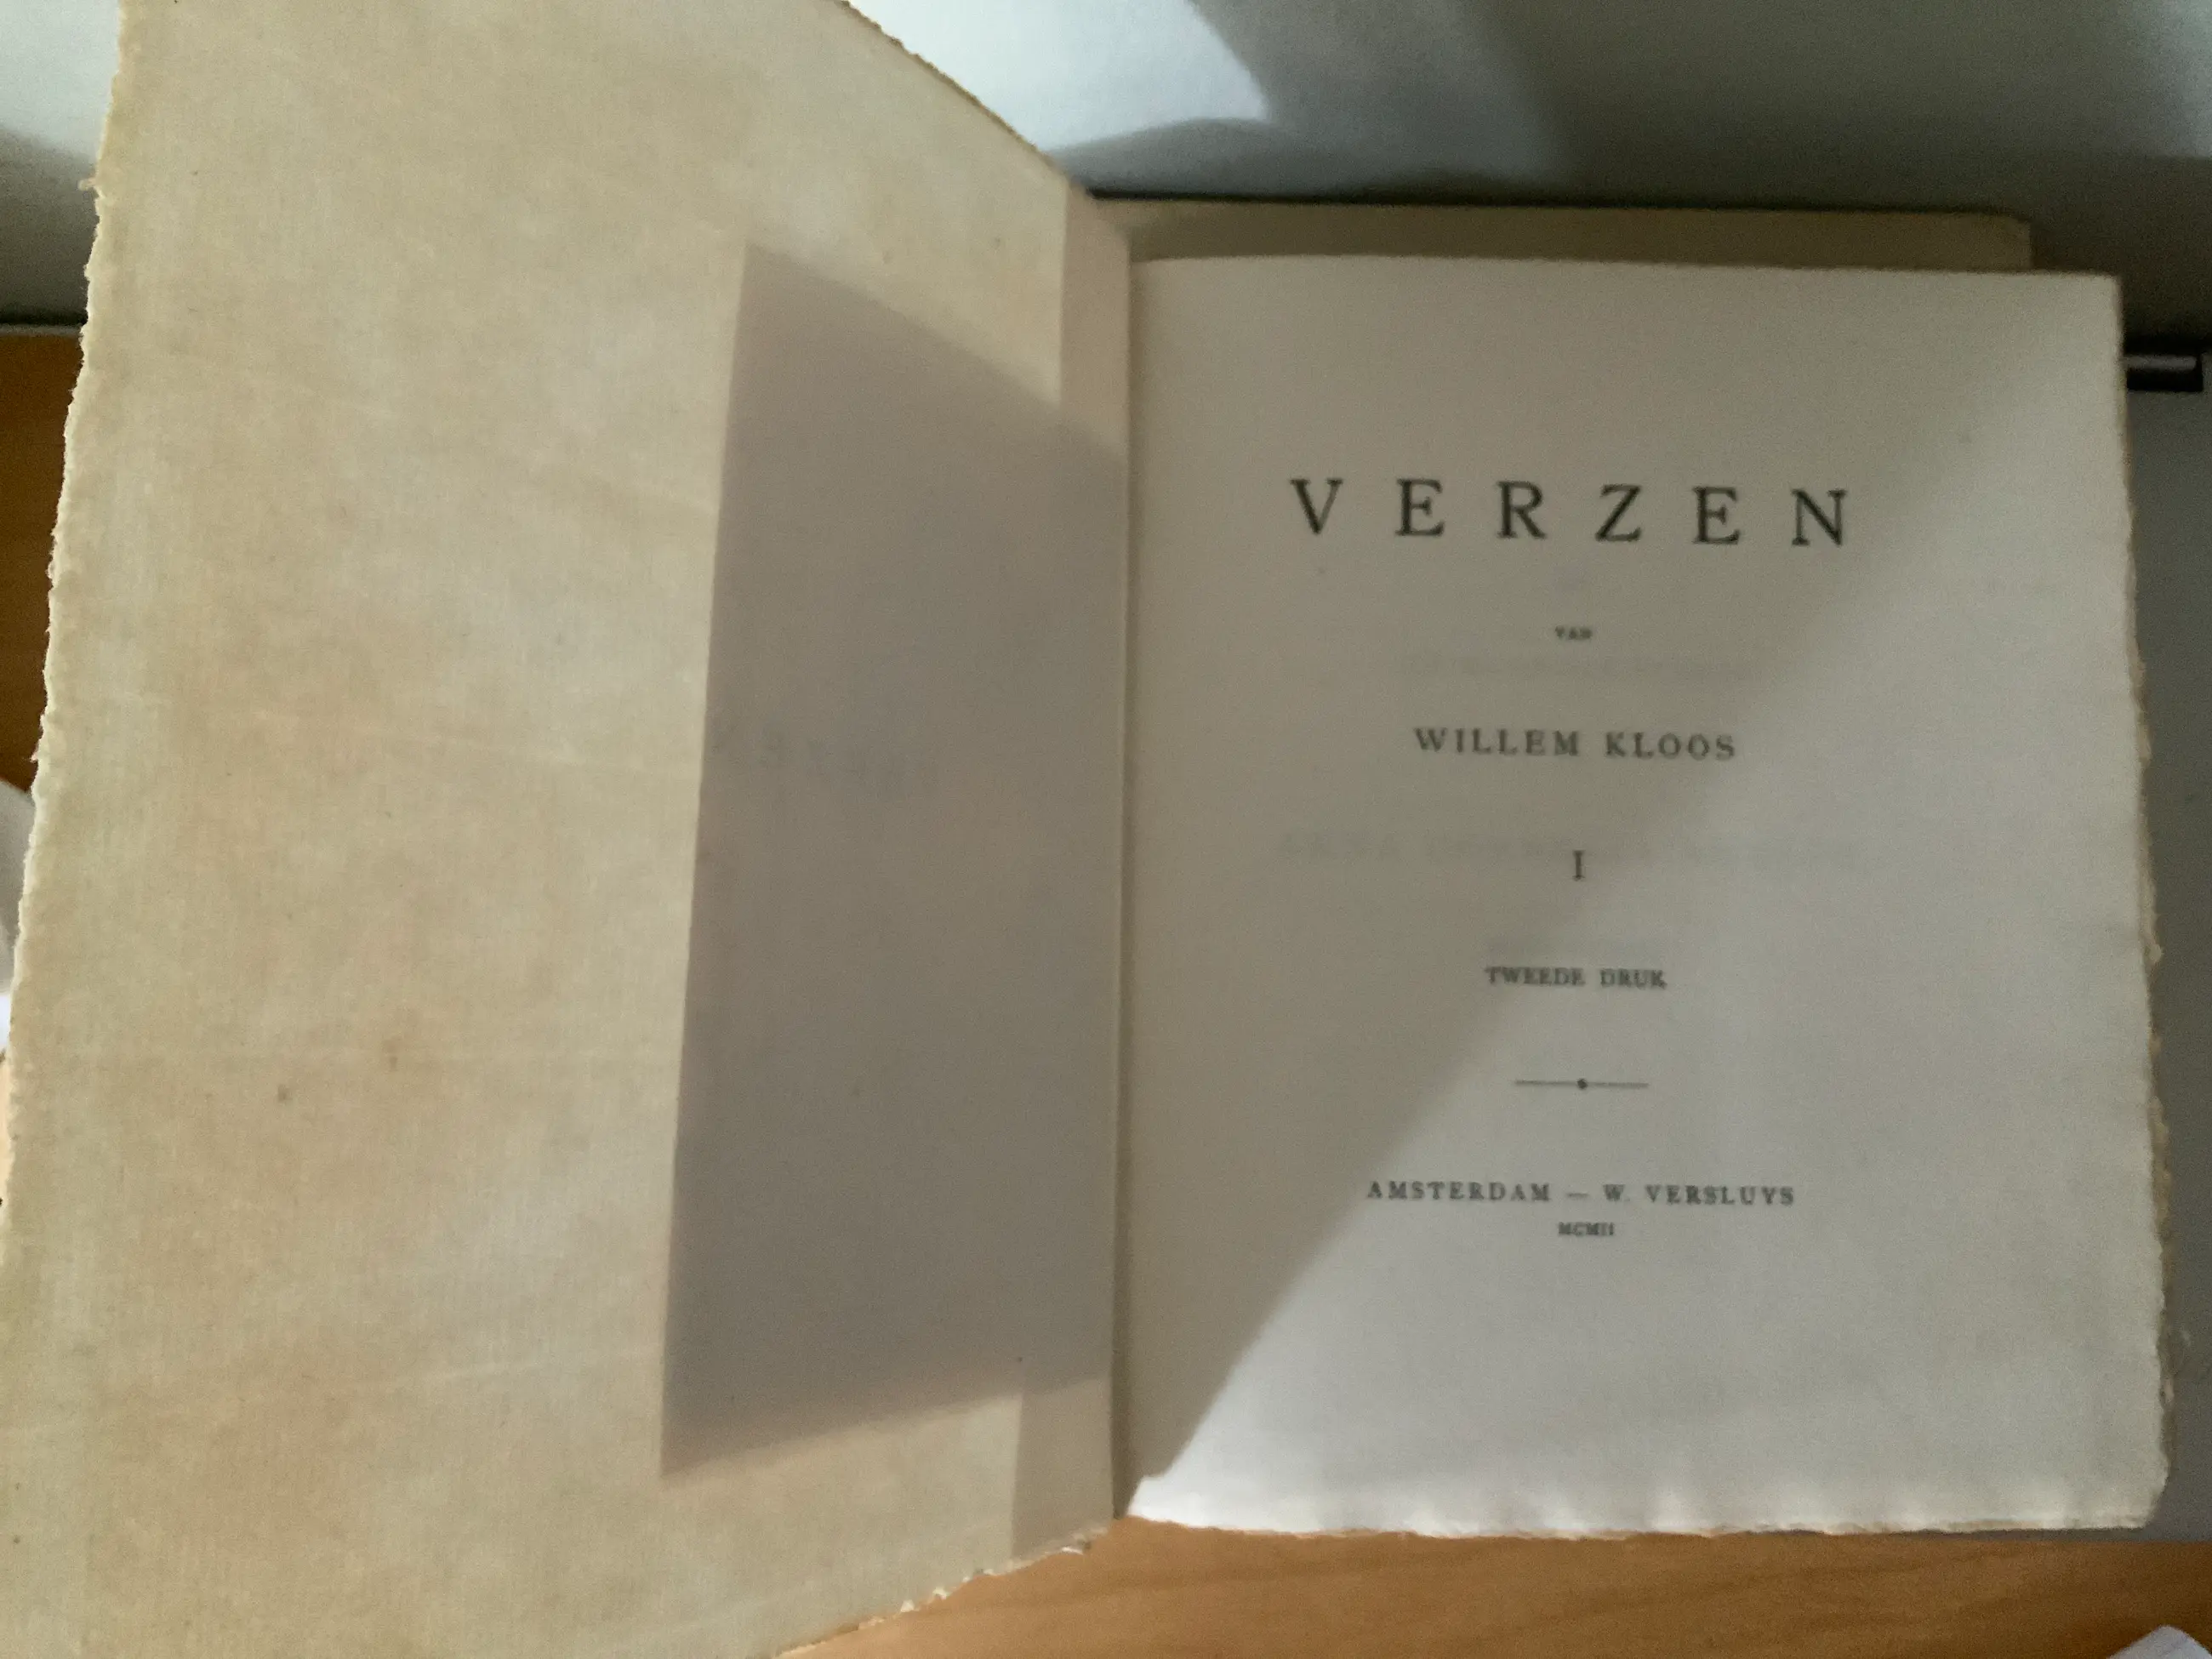 VERZEN
VAN
WILLEM KLOOS
I
TWEEDE DRUK
AMSTERDAM — W. VERSLUYS
MCMII